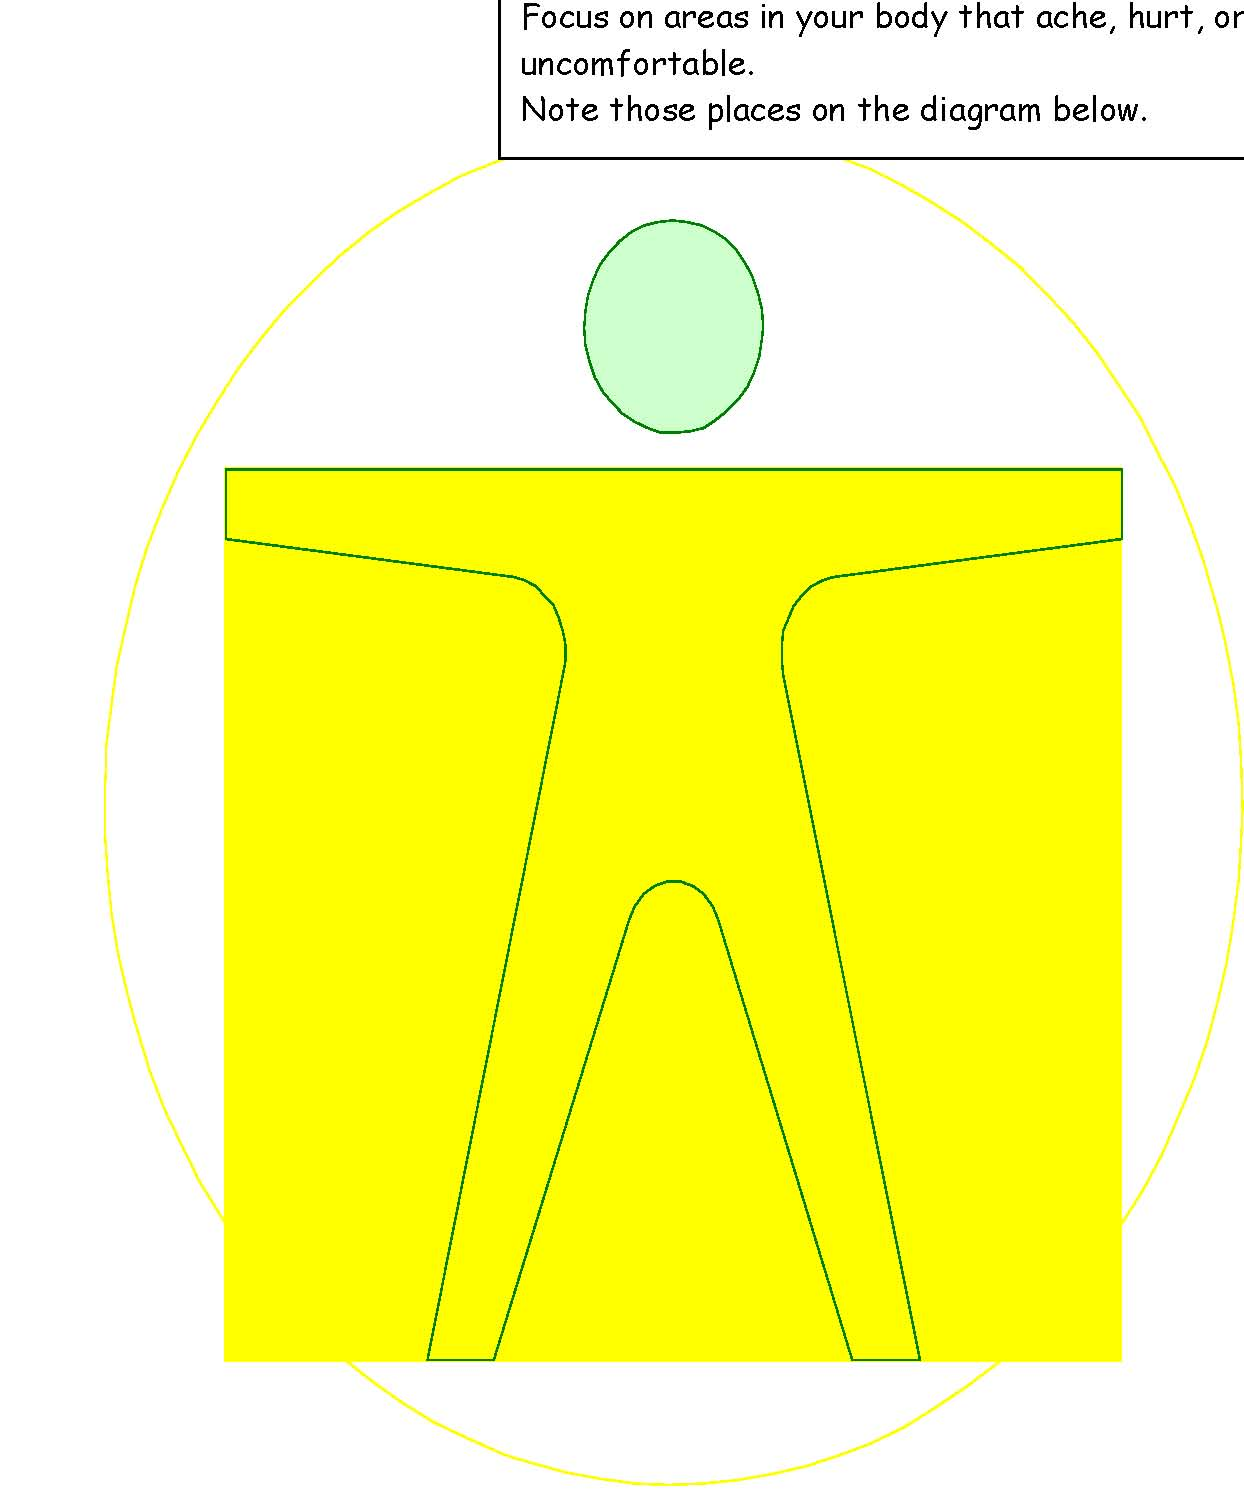 Focus on areas in your body that ache, hurt, or
uncomfortable.
Note those places on the diagram below.